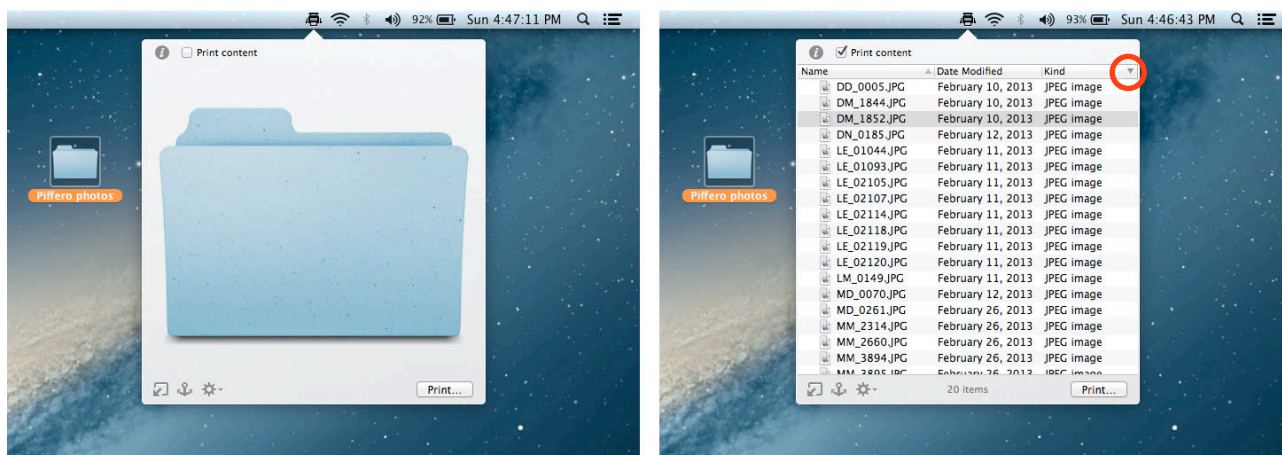 92% Sun 4:47:11 PM
Print content
Piffero photos
Print...
93% Sun 4:46:43 PM
Print content
Name Date Modified Kind
DD_0005.JPG February 10, 2013 JPEG image
DM_1844.JPG February 10, 2013 JPEG image
DM_1852.JPG February 10, 2013 JPEG image
DN_0185.JPG February 12, 2013 JPEG image
LE_01044.JPG February 11, 2013 JPEG image
LE_01093.JPG February 11, 2013 JPEG image
LE_02105.JPG February 11, 2013 JPEG image
LE_02107.JPG February 11, 2013 JPEG image
Piffero photos
LE_02114.JPG February 11, 2013 JPEG image
LE_02118.JPG February 11, 2013 JPEG image
LE_02119.JPG February 11, 2013 JPEG image
LE_02120.JPG February 11, 2013 JPEG image
LM_0149.JPG February 11, 2013 JPEG image
MD_0070.JPG February 12, 2013 JPEG image
MD_0261.JPG February 26, 2013 JPEG image
MM_2314.JPG February 26, 2013 JPEG image
MM_2660.JPG February 26, 2013 JPEG image
MM_3894.JPG February 26, 2013 JPEG image
MM_3895.JPG February 26, 2013 JPEG image
20 items Print...